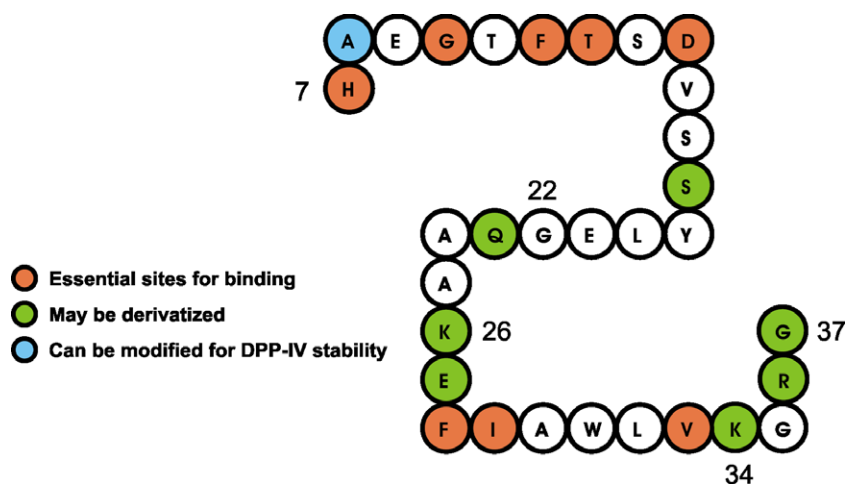 A E G T F T S D
7 H
V
S
S
22
A Q G E L Y
A
K 26
G 37
E
R
F I A W L V K G
34
Essential sites for binding
May be derivatized
Can be modified for DPP-IV stability